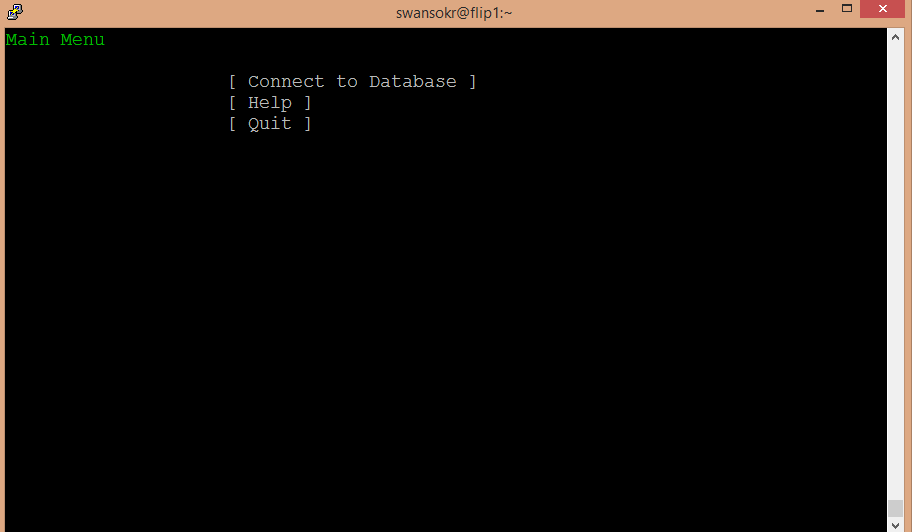 swansokr@flip1:~
Main Menu
[ Connect to Database ]
[ Help ]
[ Quit ]